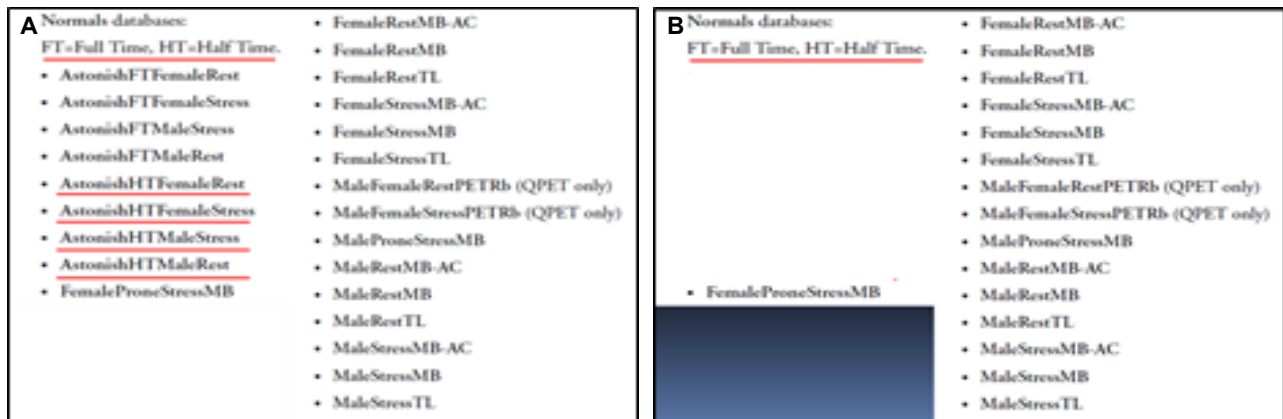 A
Normals databases:
FT=Full Time, HT=Half Time.
• AstonishFTFemaleRest
• AstonishFTFemaleStress
• AstonishFTMaleStress
• AstonishFTMaleRest
• AstonishHTFemaleRest
• AstonishHTFemaleStress
• AstonishHTMaleStress
• AstonishHTMaleRest
• FemaleProneStressMB
• FemaleRestMB-AC
• FemaleRestMB
• FemaleRestTL
• FemaleStressMB-AC
• FemaleStressMB
• FemaleStressTL
• MaleFemaleRestPETRb (QPET only)
• MaleFemaleStressPETRb (QPET only)
• MaleProneStressMB
• MaleRestMB-AC
• MaleRestMB
• MaleRestTL
• MaleStressMB-AC
• MaleStressMB
• MaleStressTL
B
Normals databases:
FT=Full Time, HT=Half Time.
• FemaleProneStressMB
• FemaleRestMB-AC
• FemaleRestMB
• FemaleRestTL
• FemaleStressMB-AC
• FemaleStressMB
• FemaleStressTL
• MaleFemaleRestPETRb (QPET only)
• MaleFemaleStressPETRb (QPET only)
• MaleProneStressMB
• MaleRestMB-AC
• MaleRestMB
• MaleRestTL
• MaleStressMB-AC
• MaleStressMB
• MaleStressTL